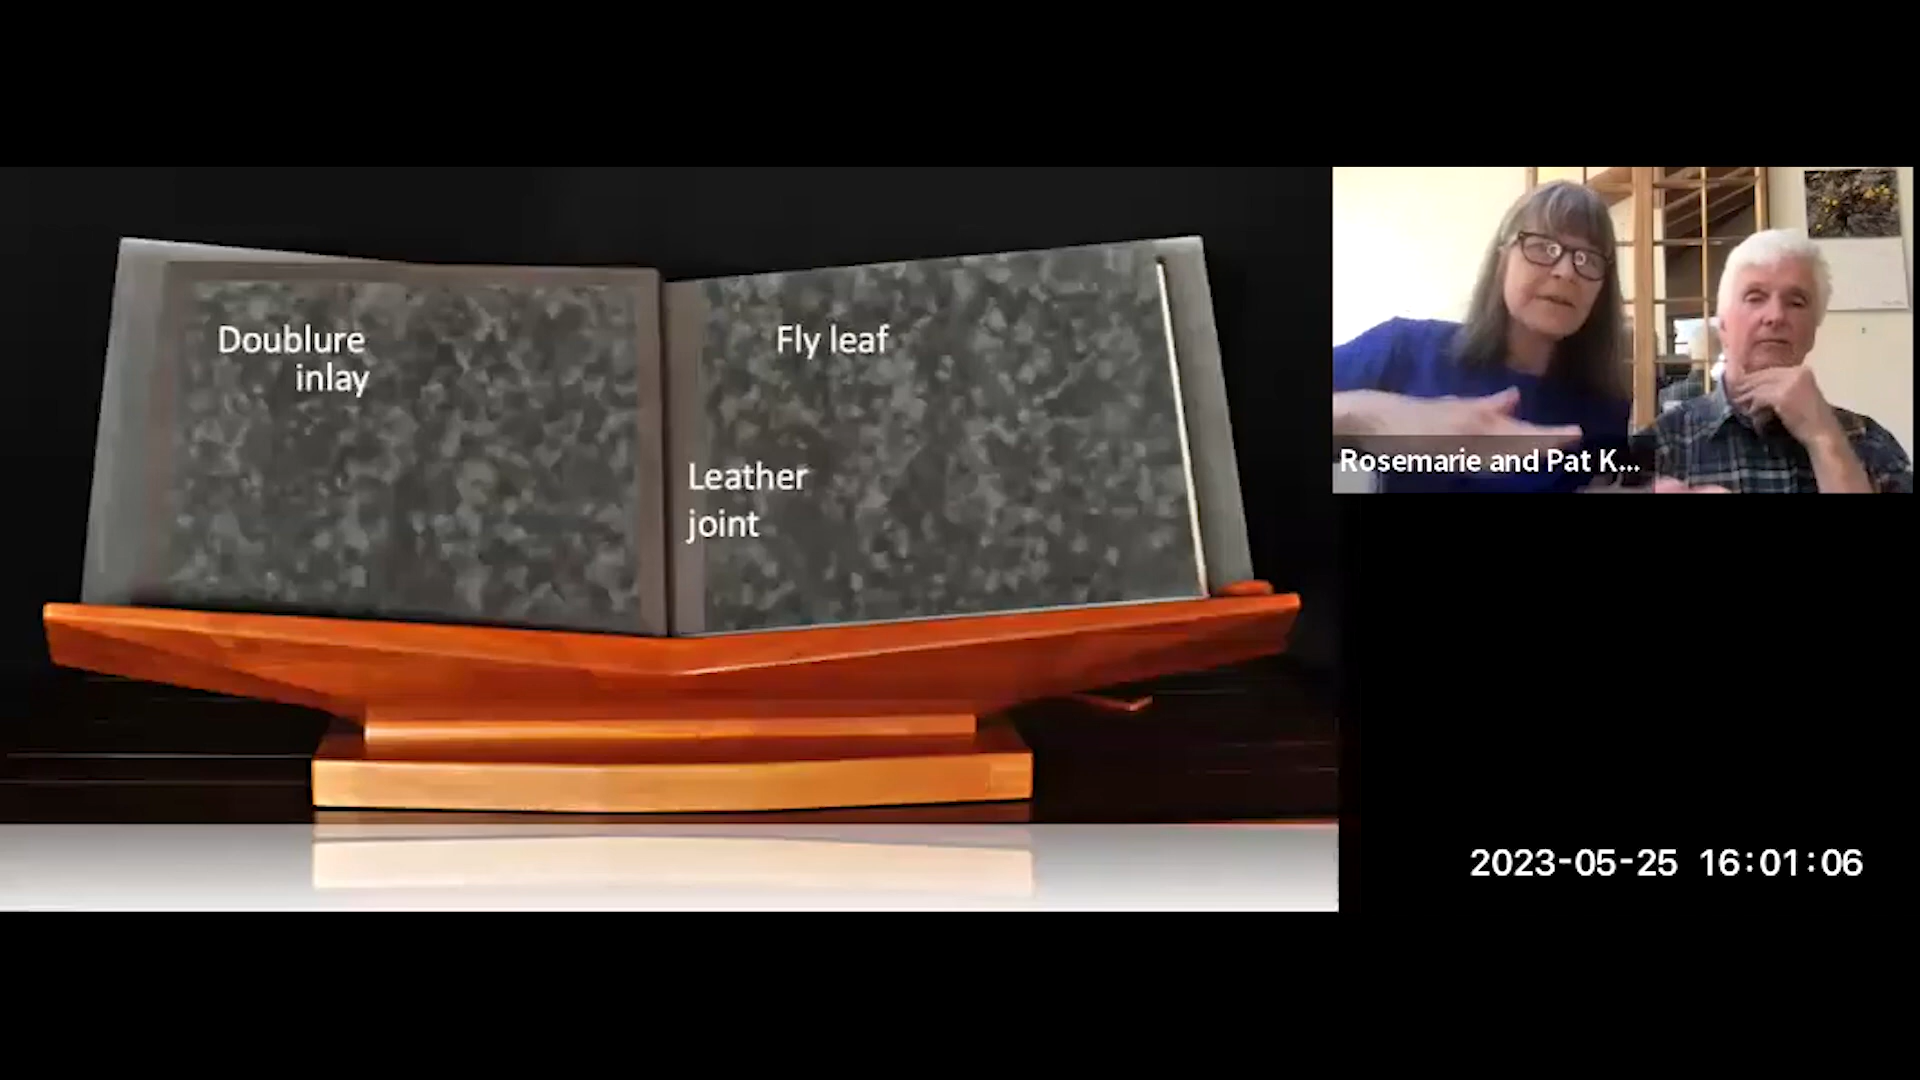 Doublure
inlay
Fly leaf
Leather
joint
Rosemarie and Pat K...
2023-05-25 16:01:06